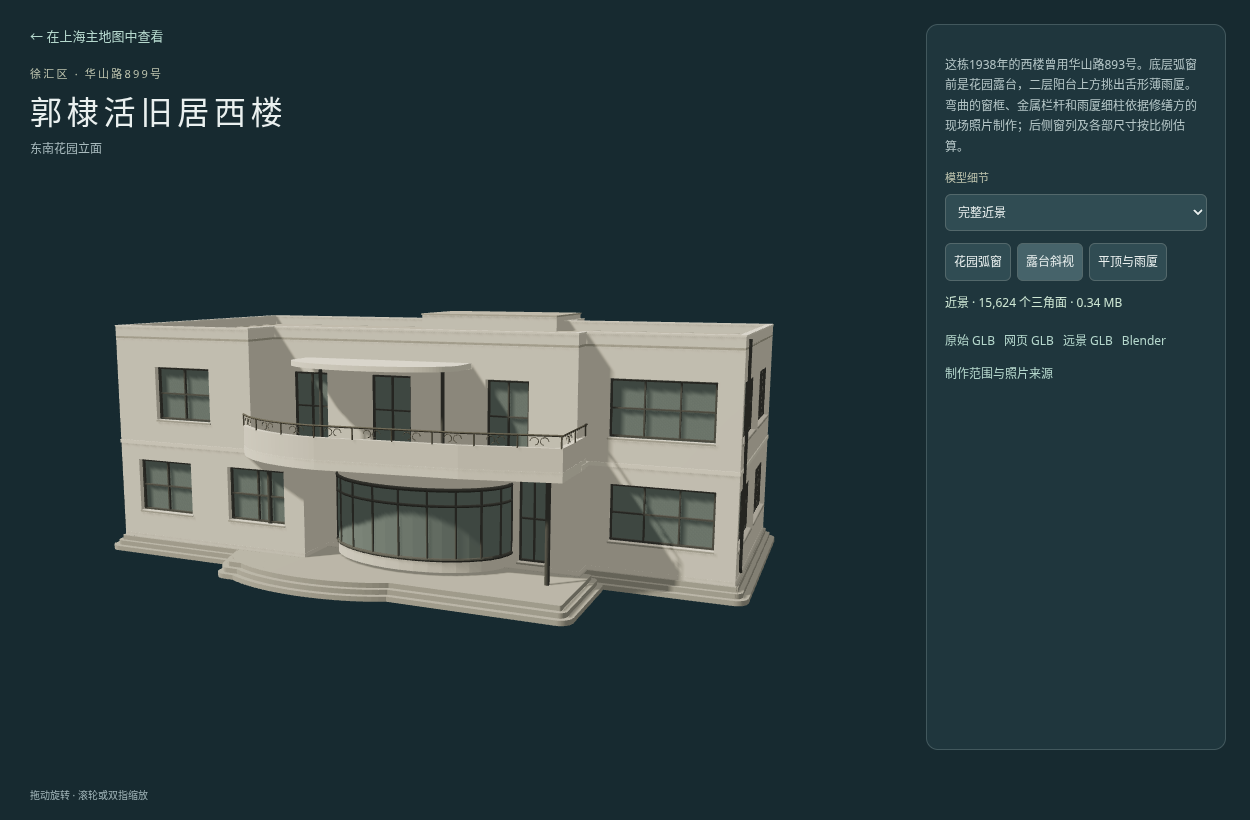 ← 在上海主地图中查看
徐汇区 · 华山路899号
郭棣活旧居西楼
东南花园立面
这栋1938年的西楼曾用华山路893号。底层弧窗
前是花园露台，二层阳台上方挑出舌形薄雨厦。
弯曲的窗框、金属栏杆和雨厦细柱依据修缮方的
现场照片制作；后侧窗列及各部尺寸按比例估
算。
模型细节
完整近景
花园弧窗 露台斜视 平顶与雨厦
近景 · 15,624 个三角面 · 0.34 MB
原始 GLB 网页 GLB 远景 GLB Blender
制作范围与照片来源
拖动旋转 · 滚轮或双指缩放